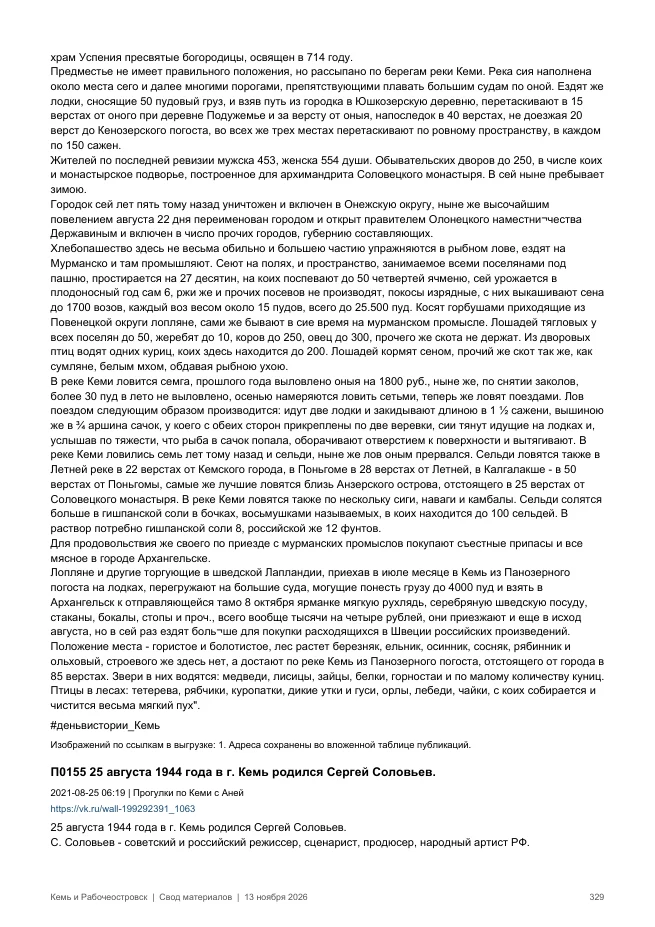 храм Успения пресвятые богородицы, освящен в 714 году.
Предместье не имеет правильного положения, но рассыпано по берегам реки Кеми. Река сия наполнена
около места сего и далее многими порогами, препятствующими плавать большим судам по оной. Ездят же
лодки, сносящие 50 пудовый груз, и взяв путь из городка в Юшкозерскую деревню, перетаскивают в 15
верстах от оного при деревне Подужемье и за версту от оныя, напоследок в 40 верстах, не доезжая 20
верст до Кенозерского погоста, во всех же трех местах перетаскивают по ровному пространству, в каждом
по 150 сажен.
Жителей по последней ревизии мужска 453, женска 554 души. Обывательских дворов до 250, в числе коих
и монастырское подворье, построенное для архимандрита Соловецкого монастыря. В сей ныне пребывает
зимою.
Городок сей лет пять тому назад уничтожен и включен в Онежскую округу, ныне же высочайшим
повелением августа 22 дня переименован городом и открыт правителем Олонецкого наместни¬чества
Державиным и включен в число прочих городов, губернию составляющих.
Хлебопашество здесь не весьма обильно и большею частию упражняются в рыбном лове, ездят на
Мурманско и там промышляют. Сеют на полях, и пространство, занимаемое всеми поселянами под
пашню, простирается на 27 десятин, на коих поспевают до 50 четвертей ячменю, сей урожается в
плодоносный год сам 6, ржи же и прочих посевов не производят, покосы изрядные, с них выкашивают сена
до 1700 возов, каждый воз весом около 15 пудов, всего до 25.500 пуд. Косят горбушами приходящие из
Повенецкой округи лопляне, сами же бывают в сие время на мурманском промысле. Лошадей тягловых у
всех поселян до 50, жеребят до 10, коров до 250, овец до 300, прочего же скота не держат. Из дворовых
птиц водят одних куриц, коих здесь находится до 200. Лошадей кормят сеном, прочий же скот так же, как
сумляне, белым мхом, обдавая рыбною ухою.
В реке Кеми ловится семга, прошлого года выловлено оныя на 1800 руб., ныне же, по снятии заколов,
более 30 пуд в лето не выловлено, осенью намеряются ловить сетьми, теперь же ловят поездами. Лов
поездом следующим образом производится: идут две лодки и закидывают длиною в 1 ½ сажени, вышиною
же в ¾ аршина сачок, у коего с обеих сторон прикреплены по две веревки, сии тянут идущие на лодках и,
услышав по тяжести, что рыба в сачок попала, оборачивают отверстием к поверхности и вытягивают. В
реке Кеми ловились семь лет тому назад и сельди, ныне же лов оным прервался. Сельди ловятся также в
Летней реке в 22 верстах от Кемского города, в Поньгоме в 28 верстах от Летней, в Калгалакше - в 50
верстах от Поньгомы, самые же лучшие ловятся близь Анзерского острова, отстоящего в 25 верстах от
Соловецкого монастыря. В реке Кеми ловятся также по нескольку сиги, наваги и камбалы. Сельди солятся
больше в гишпанской соли в бочках, восьмушками называемых, в коих находится до 100 сельдей. В
раствор потребно гишпанской соли 8, российской же 12 фунтов.
Для продовольствия же своего по приезде с мурманских промыслов покупают съестные припасы и все
мясное в городе Архангельске.
Лопляне и другие торгующие в шведской Лапландии, приехав в июле месяце в Кемь из Панозерного
погоста на лодках, перегружают на большие суда, могущие понесть грузу до 4000 пуд и взять в
Архангельск к отправляющейся тамо 8 октября ярманке мягкую рухлядь, серебряную шведскую посуду,
стаканы, бокалы, стопы и проч., всего вообще тысячи на четыре рублей, они приезжают и еще в исход
августа, но в сей раз ездят боль¬ше для покупки расходящихся в Швеции российских произведений.
Положение места - гористое и болотистое, лес растет березняк, ельник, осинник, сосняк, рябинник и
ольховый, строевого же здесь нет, а достают по реке Кемь из Панозерного погоста, отстоящего от города в
85 верстах. Звери в них водятся: медведи, лисицы, зайцы, белки, горностаи и по малому количеству куниц.
Птицы в лесах: тетерева, рябчики, куропатки, дикие утки и гуси, орлы, лебеди, чайки, с коих собирается и
чистится весьма мягкий пух".
#деньвистории_Кемь
Изображений по ссылкам в выгрузке: 1. Адреса сохранены во вложенной таблице публикаций.
П0155 25 августа 1944 года в г. Кемь родился Сергей Соловьев.
2021-08-25 06:19 | Прогулки по Кеми с Аней
https://vk.ru/wall-199292391_1063
25 августа 1944 года в г. Кемь родился Сергей Соловьев.
С. Соловьев - советский и российский режиссер, сценарист, продюсер, народный артист РФ.
Кемь и Рабочеостровск | Свод материалов | 13 ноября 2026
329